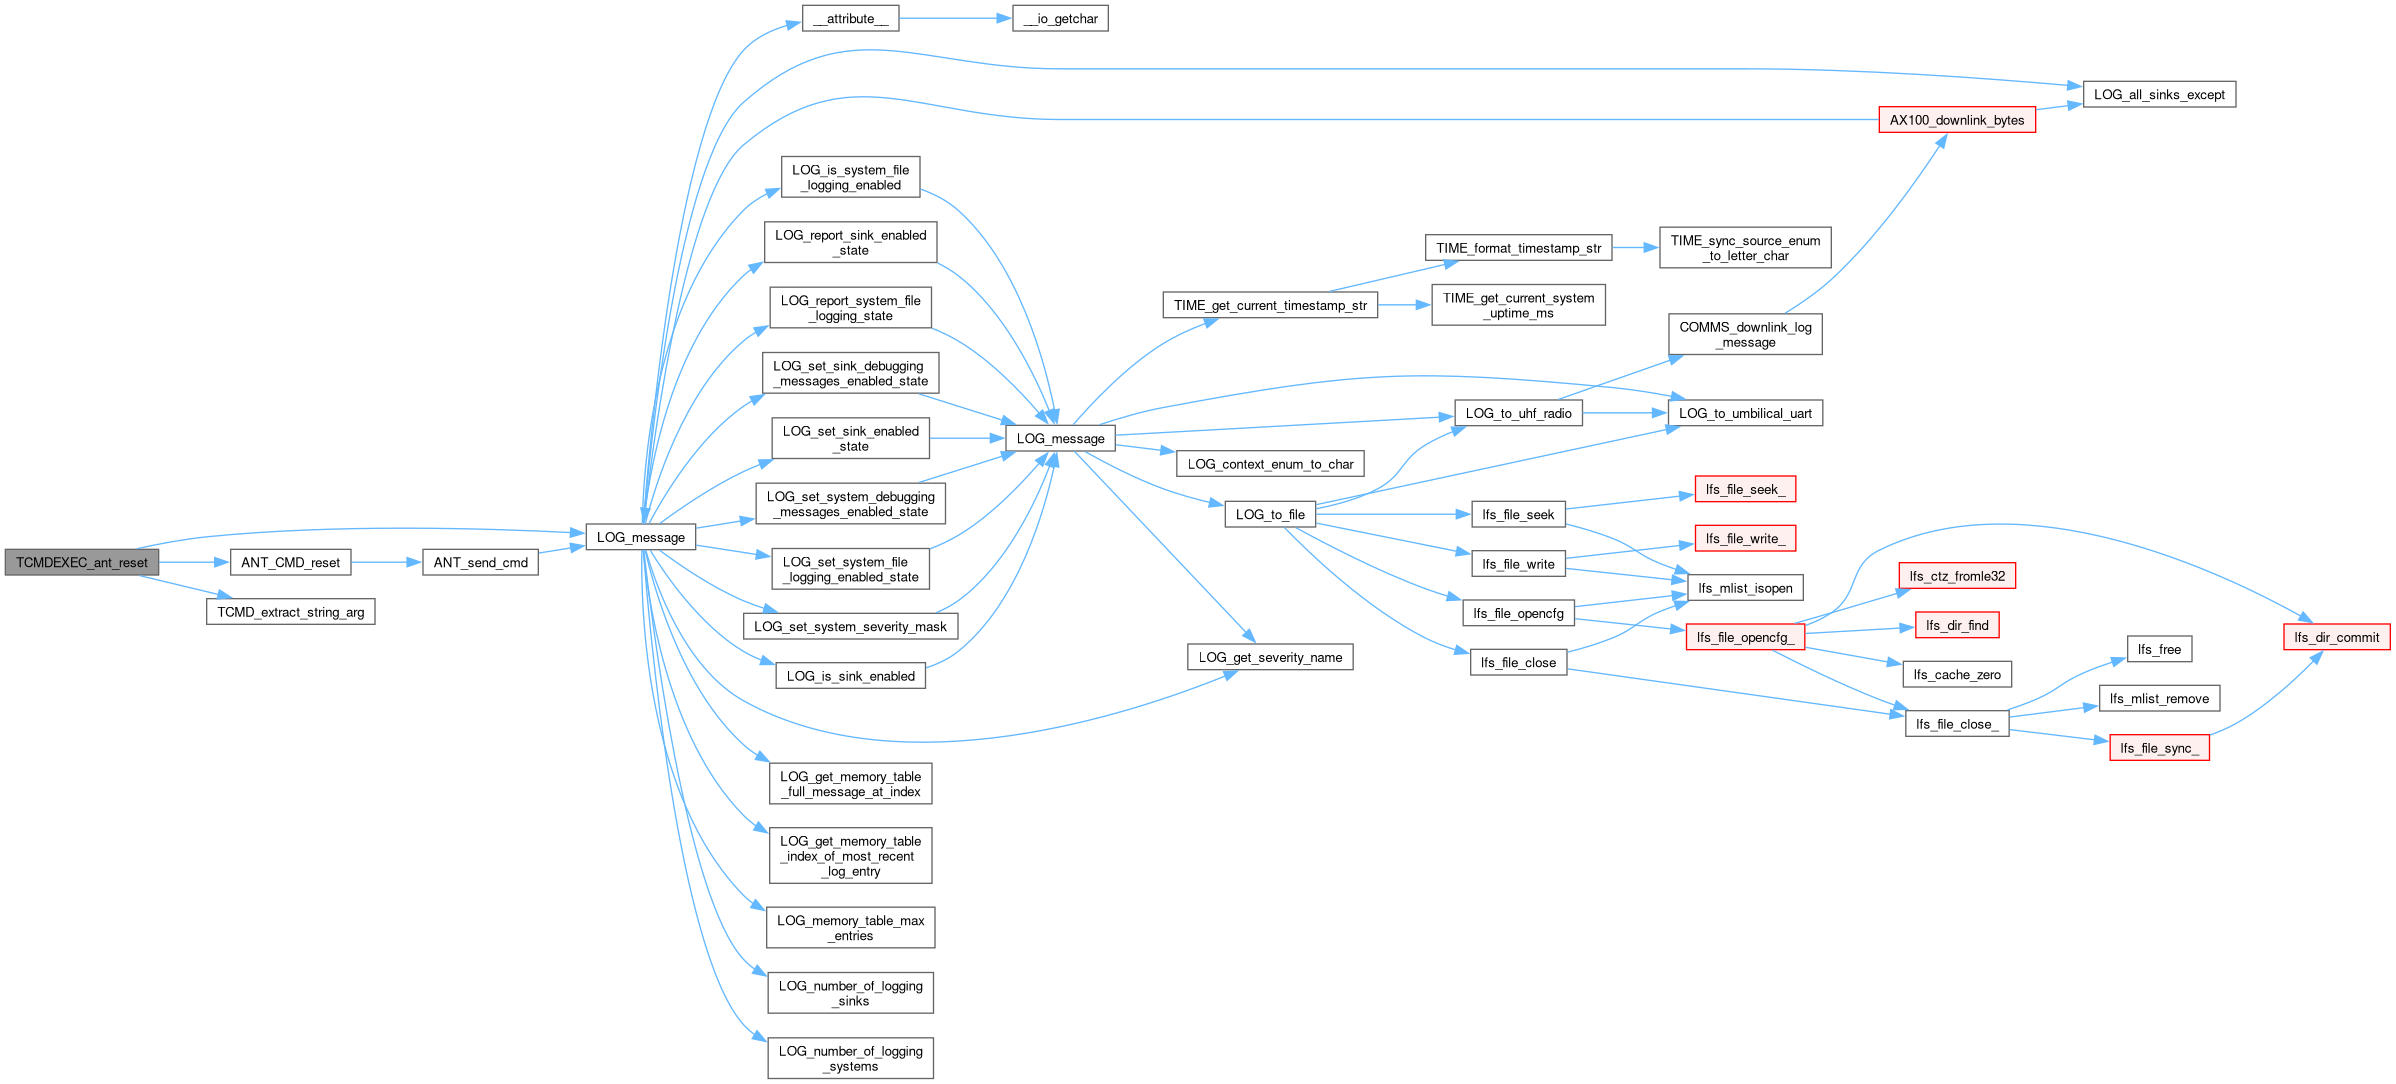 __attribute__
__io_getchar
LOG_all_sinks_except
AX100_downlink_bytes
LOG_is_system_file
_logging_enabled
LOG_report_sink_enabled
_state
TIME_format_timestamp_str
TIME_sync_source_enum
_to_letter_char
LOG_report_system_file
_logging_state
TIME_get_current_timestamp_str
TIME_get_current_system
_uptime_ms
COMMS_downlink_log
_message
LOG_set_sink_debugging
_messages_enabled_state
LOG_to_uhf_radio
LOG_to_umbilical_uart
LOG_set_sink_enabled
_state
LOG_message
LOG_context_enum_to_char
LOG_set_system_debugging
_messages_enabled_state
LOG_to_file
lfs_file_seek
lfs_file_seek_
TCMDEXEC_ant_reset
ANT_CMD_reset
ANT_send_cmd
LOG_message
lfs_file_write
lfs_file_write_
LOG_set_system_file
_logging_enabled_state
lfs_mlist_isopen
lfs_ctz_fromle32
TCMD_extract_string_arg
LOG_set_system_severity_mask
lfs_file_opencfg
lfs_file_opencfg_
lfs_dir_find
lfs_dir_commit
LOG_is_sink_enabled
LOG_get_severity_name
lfs_file_close
lfs_cache_zero
lfs_free
lfs_mlist_remove
lfs_file_close_
lfs_file_sync_
LOG_get_memory_table
_full_message_at_index
LOG_get_memory_table
_index_of_most_recent
_log_entry
LOG_memory_table_max
_entries
LOG_number_of_logging
_sinks
LOG_number_of_logging
_systems